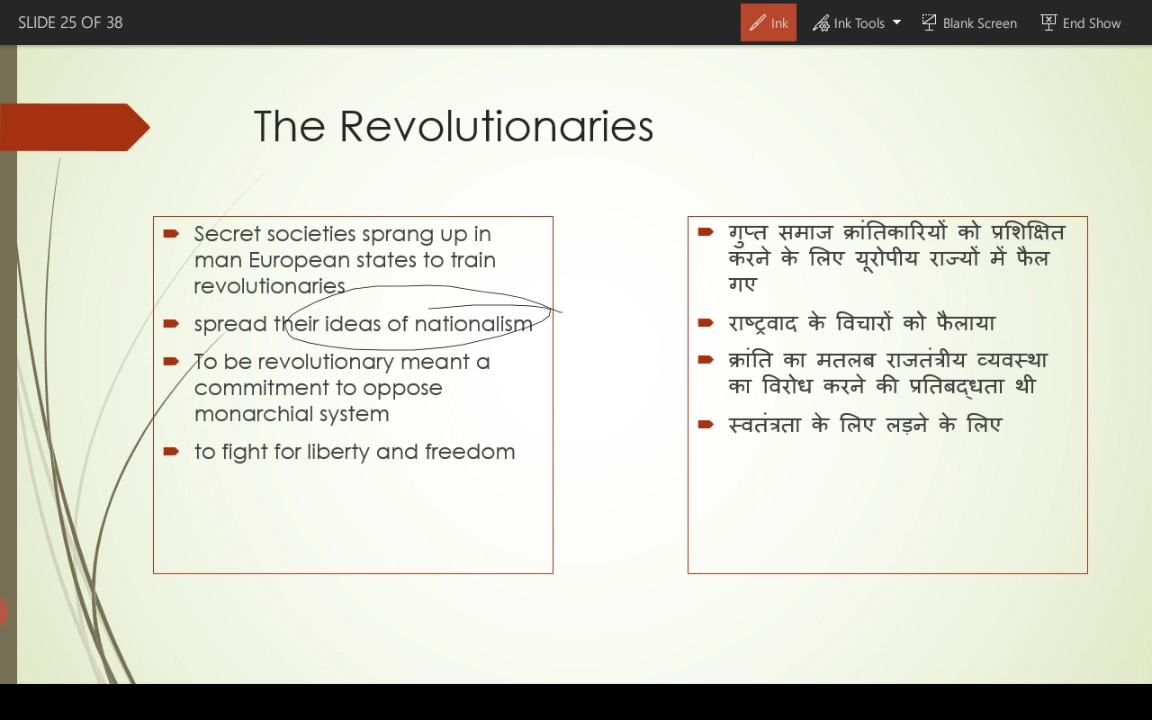 SLIDE 25 OF 38
Ink
Ink Tools
Blank Screen
End Show
The Revolutionaries
Secret societies sprang up in
man European states to train
revolutionaries
spread their ideas of nationalism
To be revolutionary meant a
commitment to oppose
monarchial system
to fight for liberty and freedom
गुप्त समाज क्रांतिकारियों को प्रशिक्षित
करने के लिए यूरोपीय राज्यों में फैल
गए
राष्ट्रवाद के विचारों को फैलाया
क्रांति का मतलब राजतंत्रीय व्यवस्था
का विरोध करने की प्रतिबद्धता थी
स्वतंत्रता के लिए लड़ने के लिए